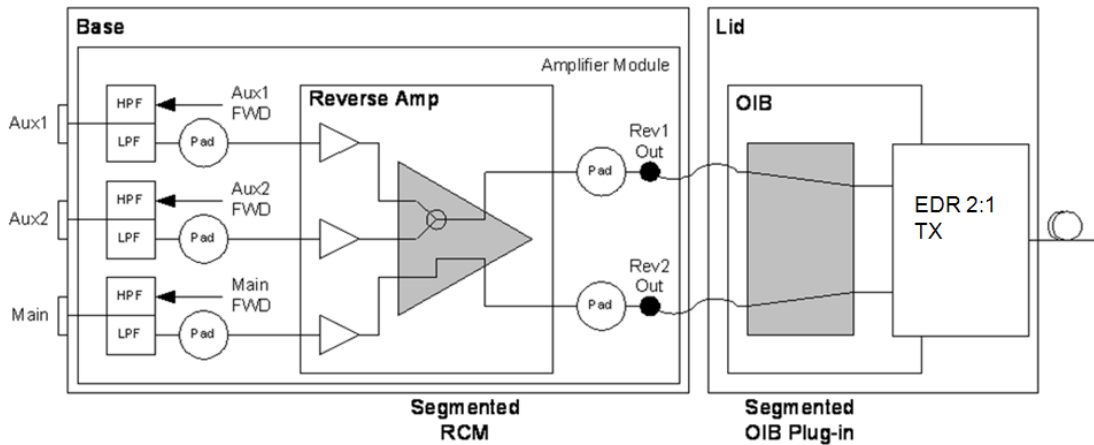 Base
Lid
Amplifier Module
Reverse Amp
OIB
Aux1
HPF
LPF
Aux1
FWD
Pad
Rev1
Out
Pad
Aux2
HPF
LPF
Aux2
FWD
Pad
EDR 2:1
TX
Main
HPF
LPF
Main
FWD
Pad
Rev2
Out
Pad
Segmented
RCM
Segmented
OIB Plug-in